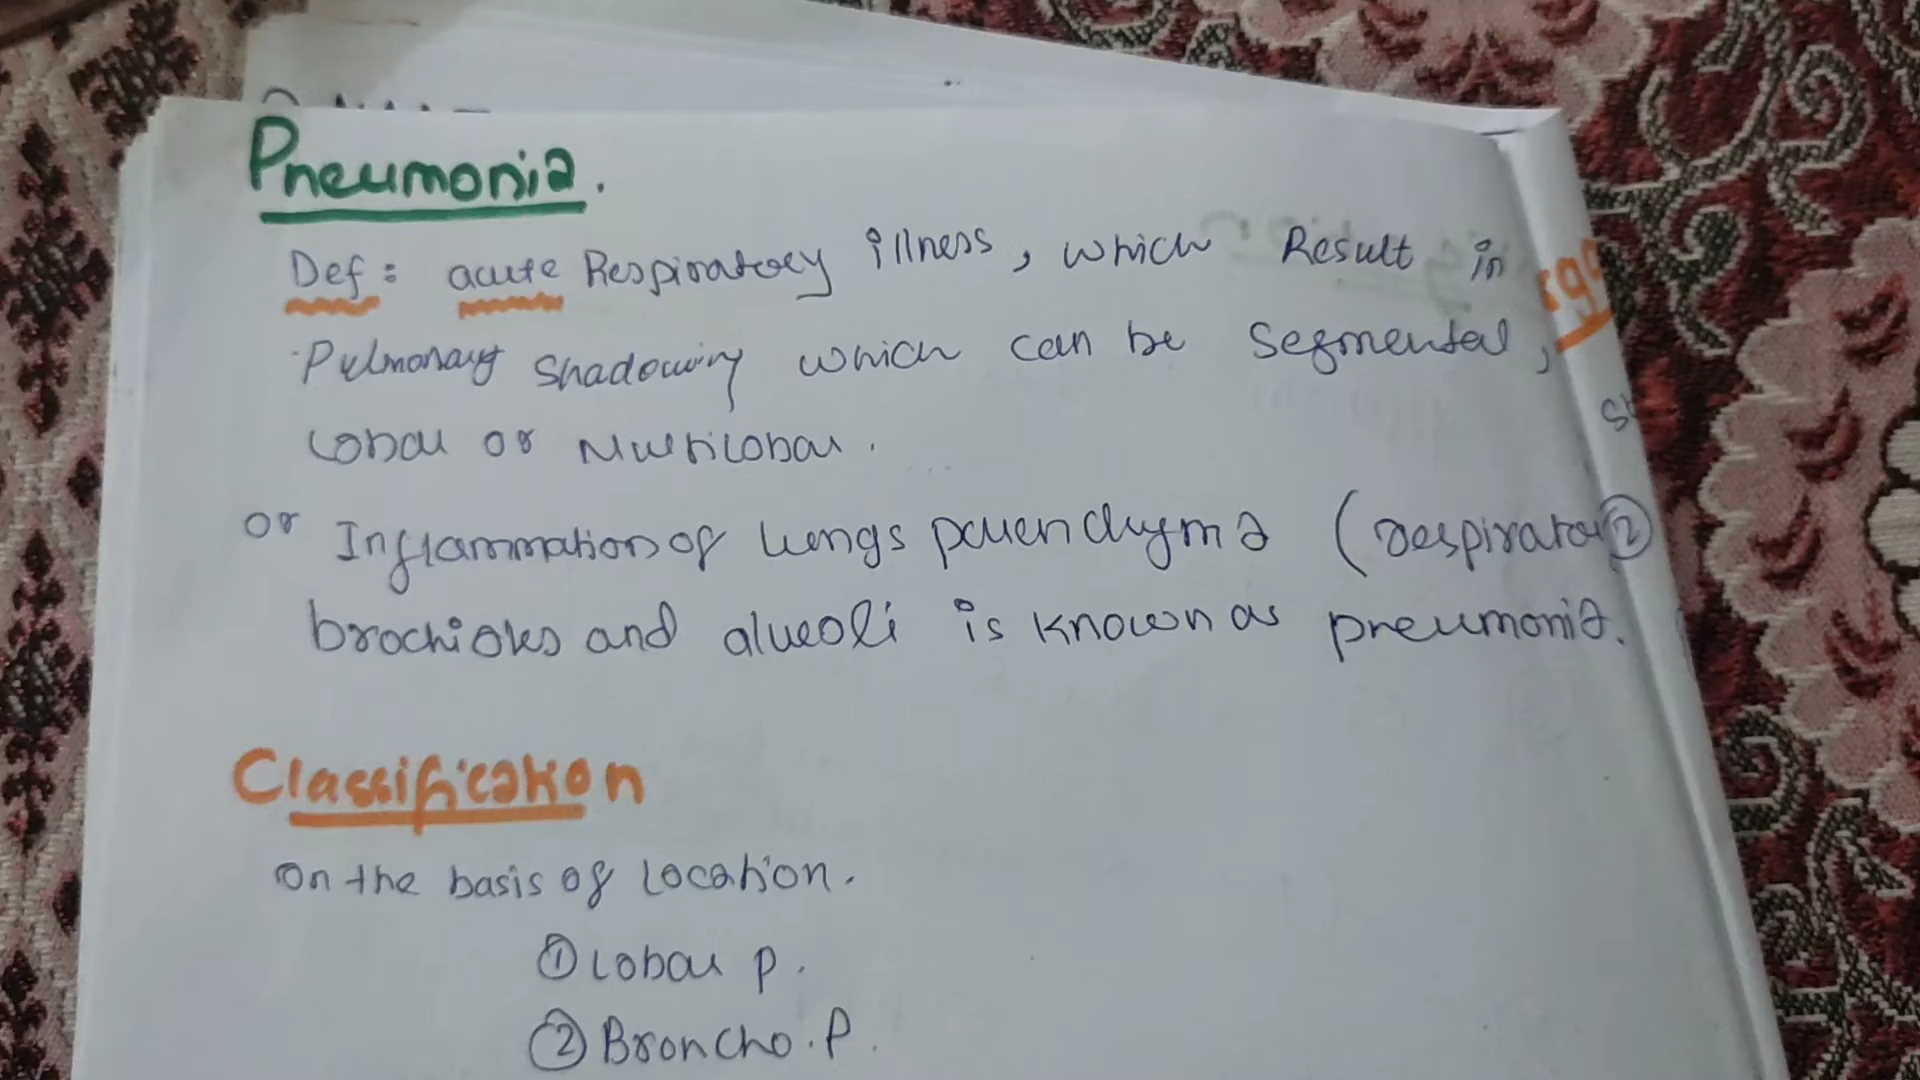 Pneumonia.
Def: acute Respiratory illness, which Result in
Pulmonary Shadowing which can be Segmental,
Lobar or Multilobar.
or Inflammation of lungs parenchyma (respirato
brochioles and alveoli is known as pneumonia.
Classification
on the basis of Location.
① Lobar p.
② Broncho.P.